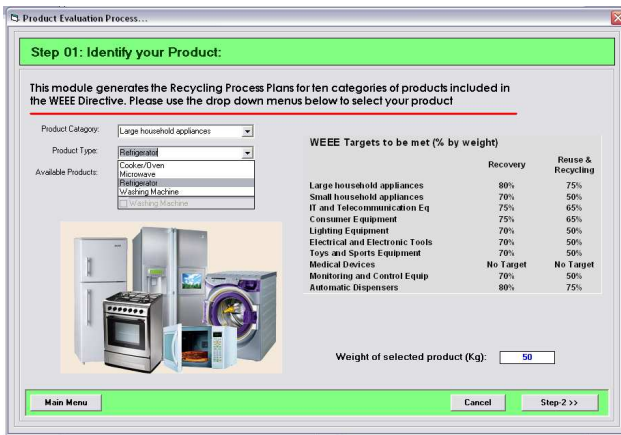 Product Evaluation Process...
Step 01: Identify your Product:
This module generates the Recycling Process Plans for ten categories of products included in
the WEEE Directive. Please use the drop down menus below to select your product
Product Catagory:
Large household appliances
Product Type:
Refrigerator
Cooker/Oven
Microwave
Refrigerator
Washing Machine
Available Products:
Washing Machine
WEEE Targets to be met (% by weight)
Recovery Reuse & Recycling
Large household appliances 80% 75%
Small household appliances 70% 50%
IT and Telecommunication Eq 75% 65%
Consumer Equipment 75% 65%
Lighting Equipment 70% 50%
Electrical and Electronic Tools 70% 50%
Toys and Sports Equipment 70% 50%
Medical Devices No Target No Target
Monitoring and Control Equip 70% 50%
Automatic Dispensers 80% 75%
Weight of selected product (Kg): 50
Main Menu
Cancel
Step-2 >>